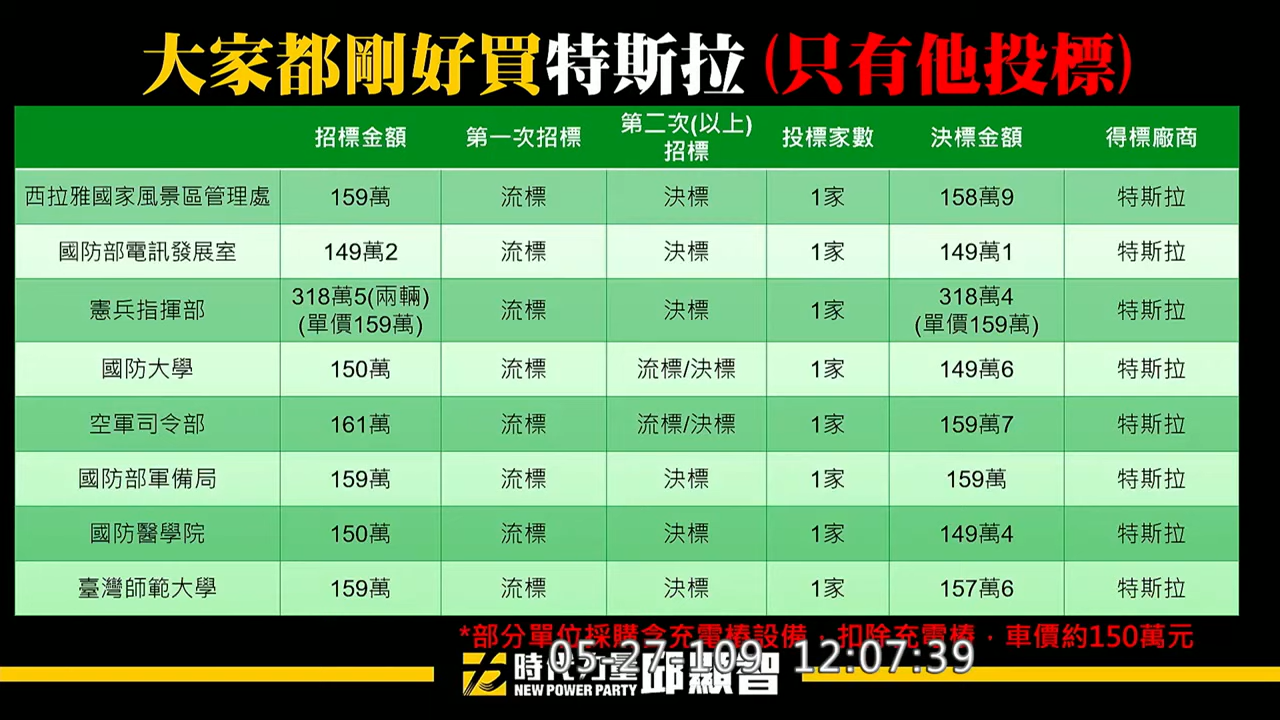 大家都剛好買特斯拉 (只有他投標)
招標金額 第一次招標 第二次(以上)招標 投標家數 決標金額 得標廠商
西拉雅國家風景區管理處 159萬 流標 決標 1家 158萬9 特斯拉
國防部電訊發展室 149萬2 流標 決標 1家 149萬1 特斯拉
憲兵指揮部 318萬5(兩輛)(單價159萬) 流標 決標 1家 318萬4(單價159萬) 特斯拉
國防大學 150萬 流標 流標/決標 1家 149萬6 特斯拉
空軍司令部 161萬 流標 流標/決標 1家 159萬7 特斯拉
國防部軍備局 159萬 流標 決標 1家 159萬 特斯拉
國防醫學院 150萬 流標 決標 1家 149萬4 特斯拉
臺灣師範大學 159萬 流標 決標 1家 157萬6 特斯拉
*部分單位採購含充電樁設備，扣除充電樁，車價約150萬元
05-27-109 12:07:39
時代力量 邱顯智
NEW POWER PARTY